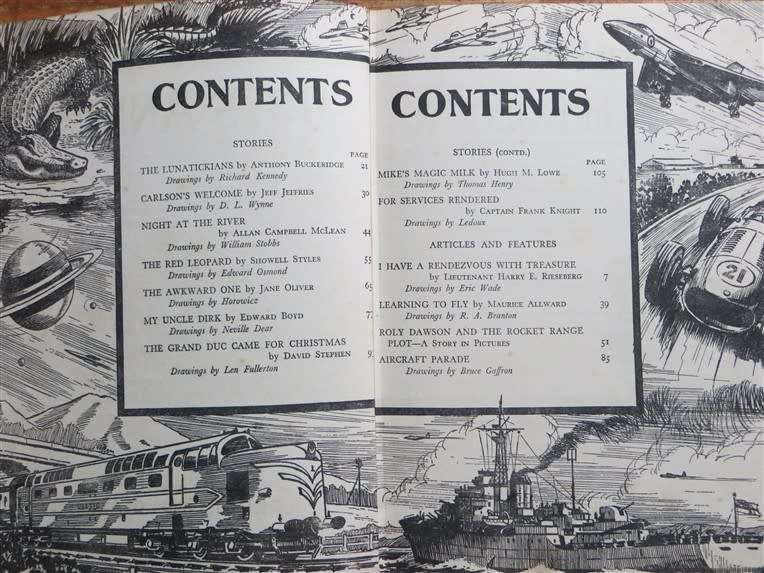 CONTENTS
STORIES
PAGE
THE LUNATICKIANS by ANTHONY BUCKERIDGE 21
Drawings by Richard Kennedy
CARLSON'S WELCOME by JEFF JEFFRIES 30
Drawings by D. L. Wynne
NIGHT AT THE RIVER
by ALLAN CAMPBELL MCLEAN 44
Drawings by William Stobbs
THE RED LEOPARD by SHOWELL STYLES 55
Drawings by Edward Osmond
THE AWKWARD ONE by JANE OLIVER
Drawings by Horowicz
MY UNCLE DIRK by EDWARD BOYD
Drawings by Neville Dear
THE GRAND DUC CAME FOR CHRISTMAS
by DAVID STEPHEN
Drawings by Len Fullerton
CONTENTS
STORIES (CONTD.)
PAGE
MIKE'S MAGIC MILK by HUGH M. LOWE 105
Drawings by Thomas Henry
FOR SERVICES RENDERED
by CAPTAIN FRANK KNIGHT 110
Drawings by Ledoux
ARTICLES AND FEATURES
I HAVE A RENDEZVOUS WITH TREASURE
by LIEUTENANT HARRY E. RIESEBERG 7
Drawings by Eric Wade
LEARNING TO FLY by MAURICE ALLWARD 39
Drawings by R. A. Branton
ROLY DAWSON AND THE ROCKET RANGE
PLOT—A STORY IN PICTURES 51
AIRCRAFT PARADE 85
Drawings by Bruce Gaffron
21